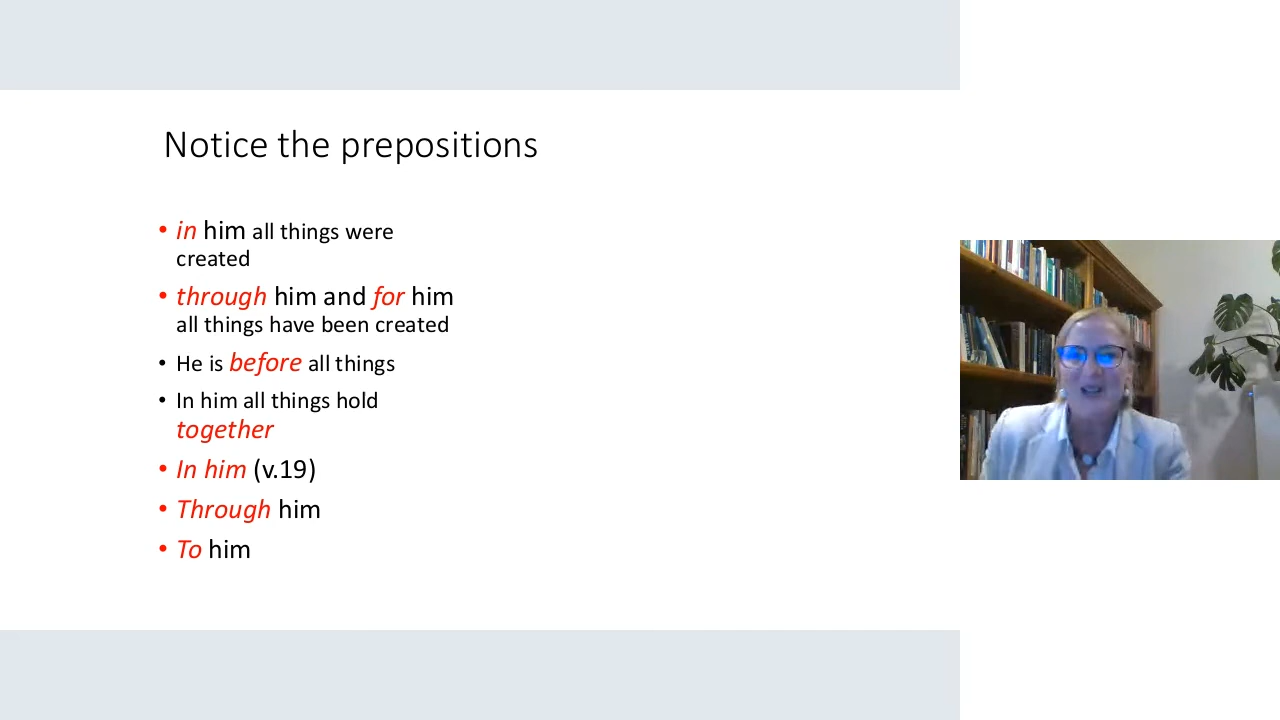 Notice the prepositions
• in him all things were
created
• through him and for him
all things have been created
• He is before all things
• In him all things hold
together
• In him (v.19)
• Through him
• To him